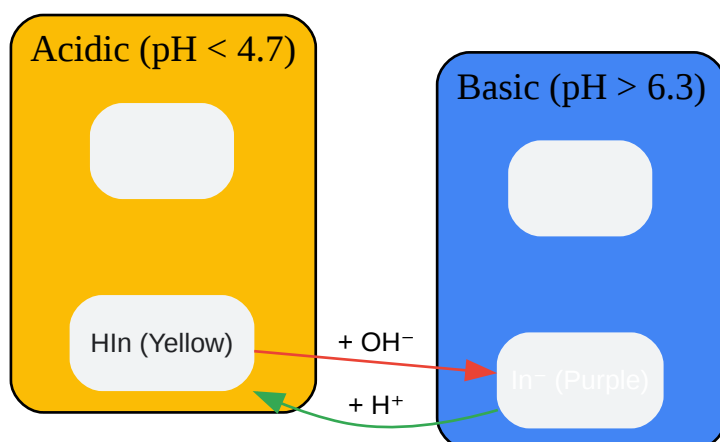 Acidic (pH < 4.7)
Basic (pH > 6.3)
HIn (Yellow)
+ OH⁻
In⁻ (Purple)
+ H⁺